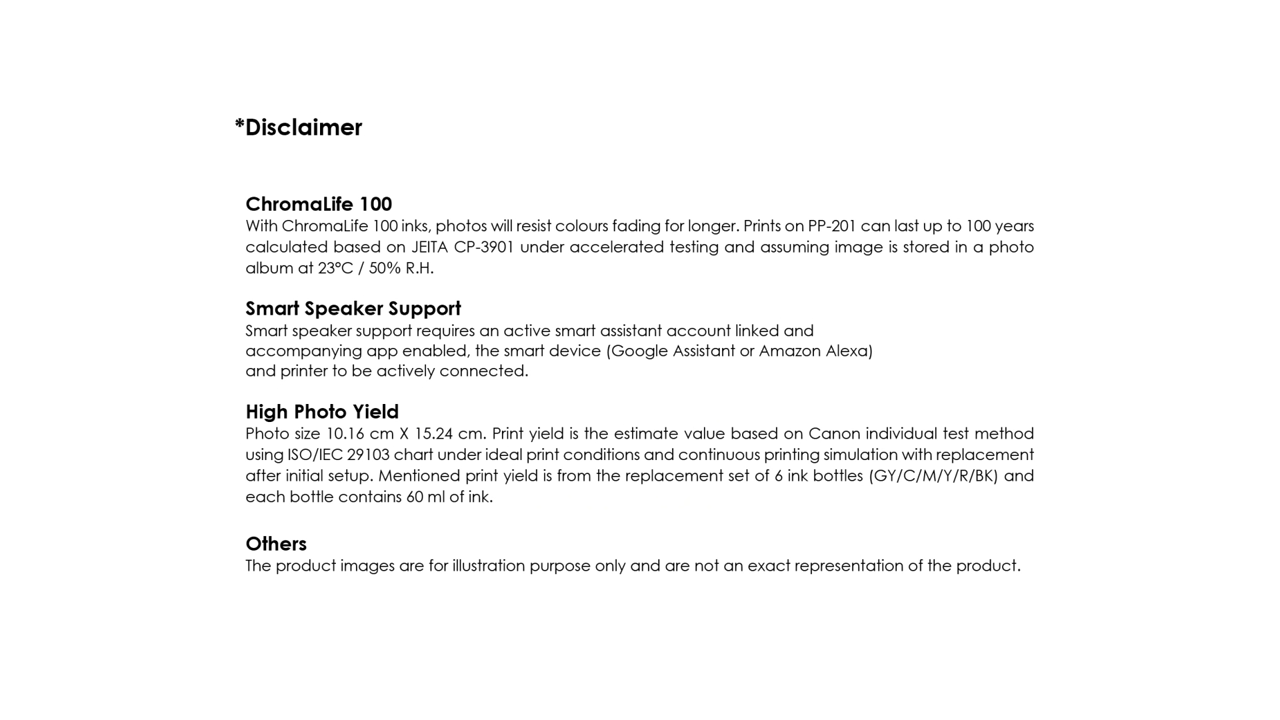 *Disclaimer
ChromaLife 100
With ChromaLife 100 inks, photos will resist colours fading for longer. Prints on PP-201 can last up to 100 years
calculated based on JEITA CP-3901 under accelerated testing and assuming image is stored in a photo
album at 23°C / 50% R.H.
Smart Speaker Support
Smart speaker support requires an active smart assistant account linked and
accompanying app enabled, the smart device (Google Assistant or Amazon Alexa)
and printer to be actively connected.
High Photo Yield
Photo size 10.16 cm X 15.24 cm. Print yield is the estimate value based on Canon individual test method
using ISO/IEC 29103 chart under ideal print conditions and continuous printing simulation with replacement
after initial setup. Mentioned print yield is from the replacement set of 6 ink bottles (GY/C/M/Y/R/BK) and
each bottle contains 60 ml of ink.
Others
The product images are for illustration purpose only and are not an exact representation of the product.